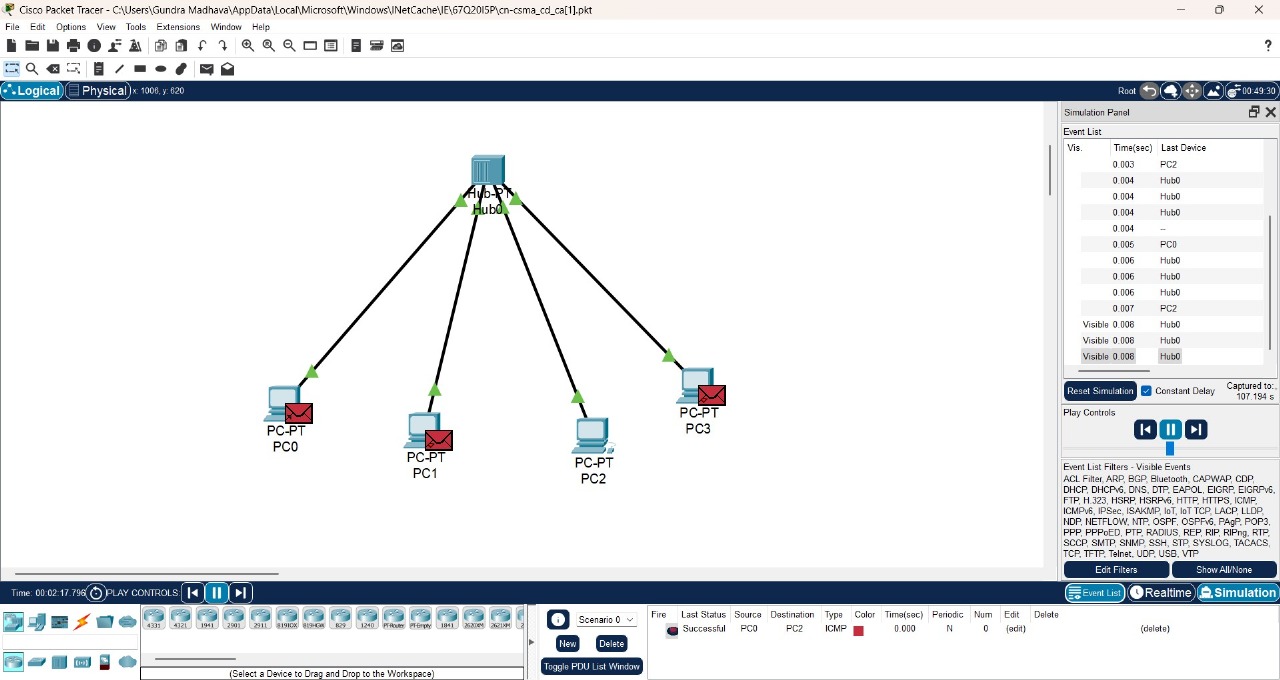 Cisco Packet Tracer - C:\Users\Gundra Madhava\AppData\Local\Microsoft\Windows\INetCache\IE\67Q20I5P\cn-csma_cd_ca[1].pkt
File Edit Options View Tools Extensions Window Help
?
Logical Physical x: 1006, y: 620 Root 00:49:30
Simulation Panel
Event List
Vis. Time(sec) Last Device
0.003 PC2
0.004 Hub0
0.004 Hub0
0.004 Hub0
0.004 --
0.005 PC0
0.006 Hub0
0.006 Hub0
0.006 Hub0
0.007 PC2
Visible 0.008 Hub0
Visible 0.008 Hub0
Visible 0.008 Hub0
Reset Simulation Constant Delay Captured to:
107.194 s
Play Controls
Event List Filters - Visible Events
ACL Filter, ARP, BGP, Bluetooth, CAPWAP, CDP,
DHCP, DHCPv6, DNS, DTP, EAPOL, EIGRP, EIGRPv6,
FTP, H.323, HSRP, HSRPv6, HTTP, HTTPS, ICMP,
ICMPv6, IPSec, ISAKMP, IoT, IoT TCP, LACP, LLDP,
NDP, NETFLOW, NTP, OSPF, OSPFv6, PAgP, POP3,
PPP, PPPoED, PTP, RADIUS, REP, RIP, RIPng, RTP,
SCCP, SMTP, SNMP, SSH, STP, SYSLOG, TACACS,
TCP, TFTP, Telnet, UDP, USB, VTP
Edit Filters Show All/None
Hub-PT
Hub0
PC-PT
PC0
PC-PT
PC1
PC-PT
PC2
PC-PT
PC3
Time: 00:02:17.796 PLAY CONTROLS: Event List Realtime Simulation
4331 4321 1941 2901 2911 819IOX 819HGW 829 1240 PT-Router PT-Empty 1841 2620XM 2621XM
(Select a Device to Drag and Drop to the Workspace)
Scenario 0
New Delete
Toggle PDU List Window
Fire Last Status Source Destination Type Color Time(sec) Periodic Num Edit Delete
Successful PC0 PC2 ICMP 0.000 N 0 (edit) (delete)